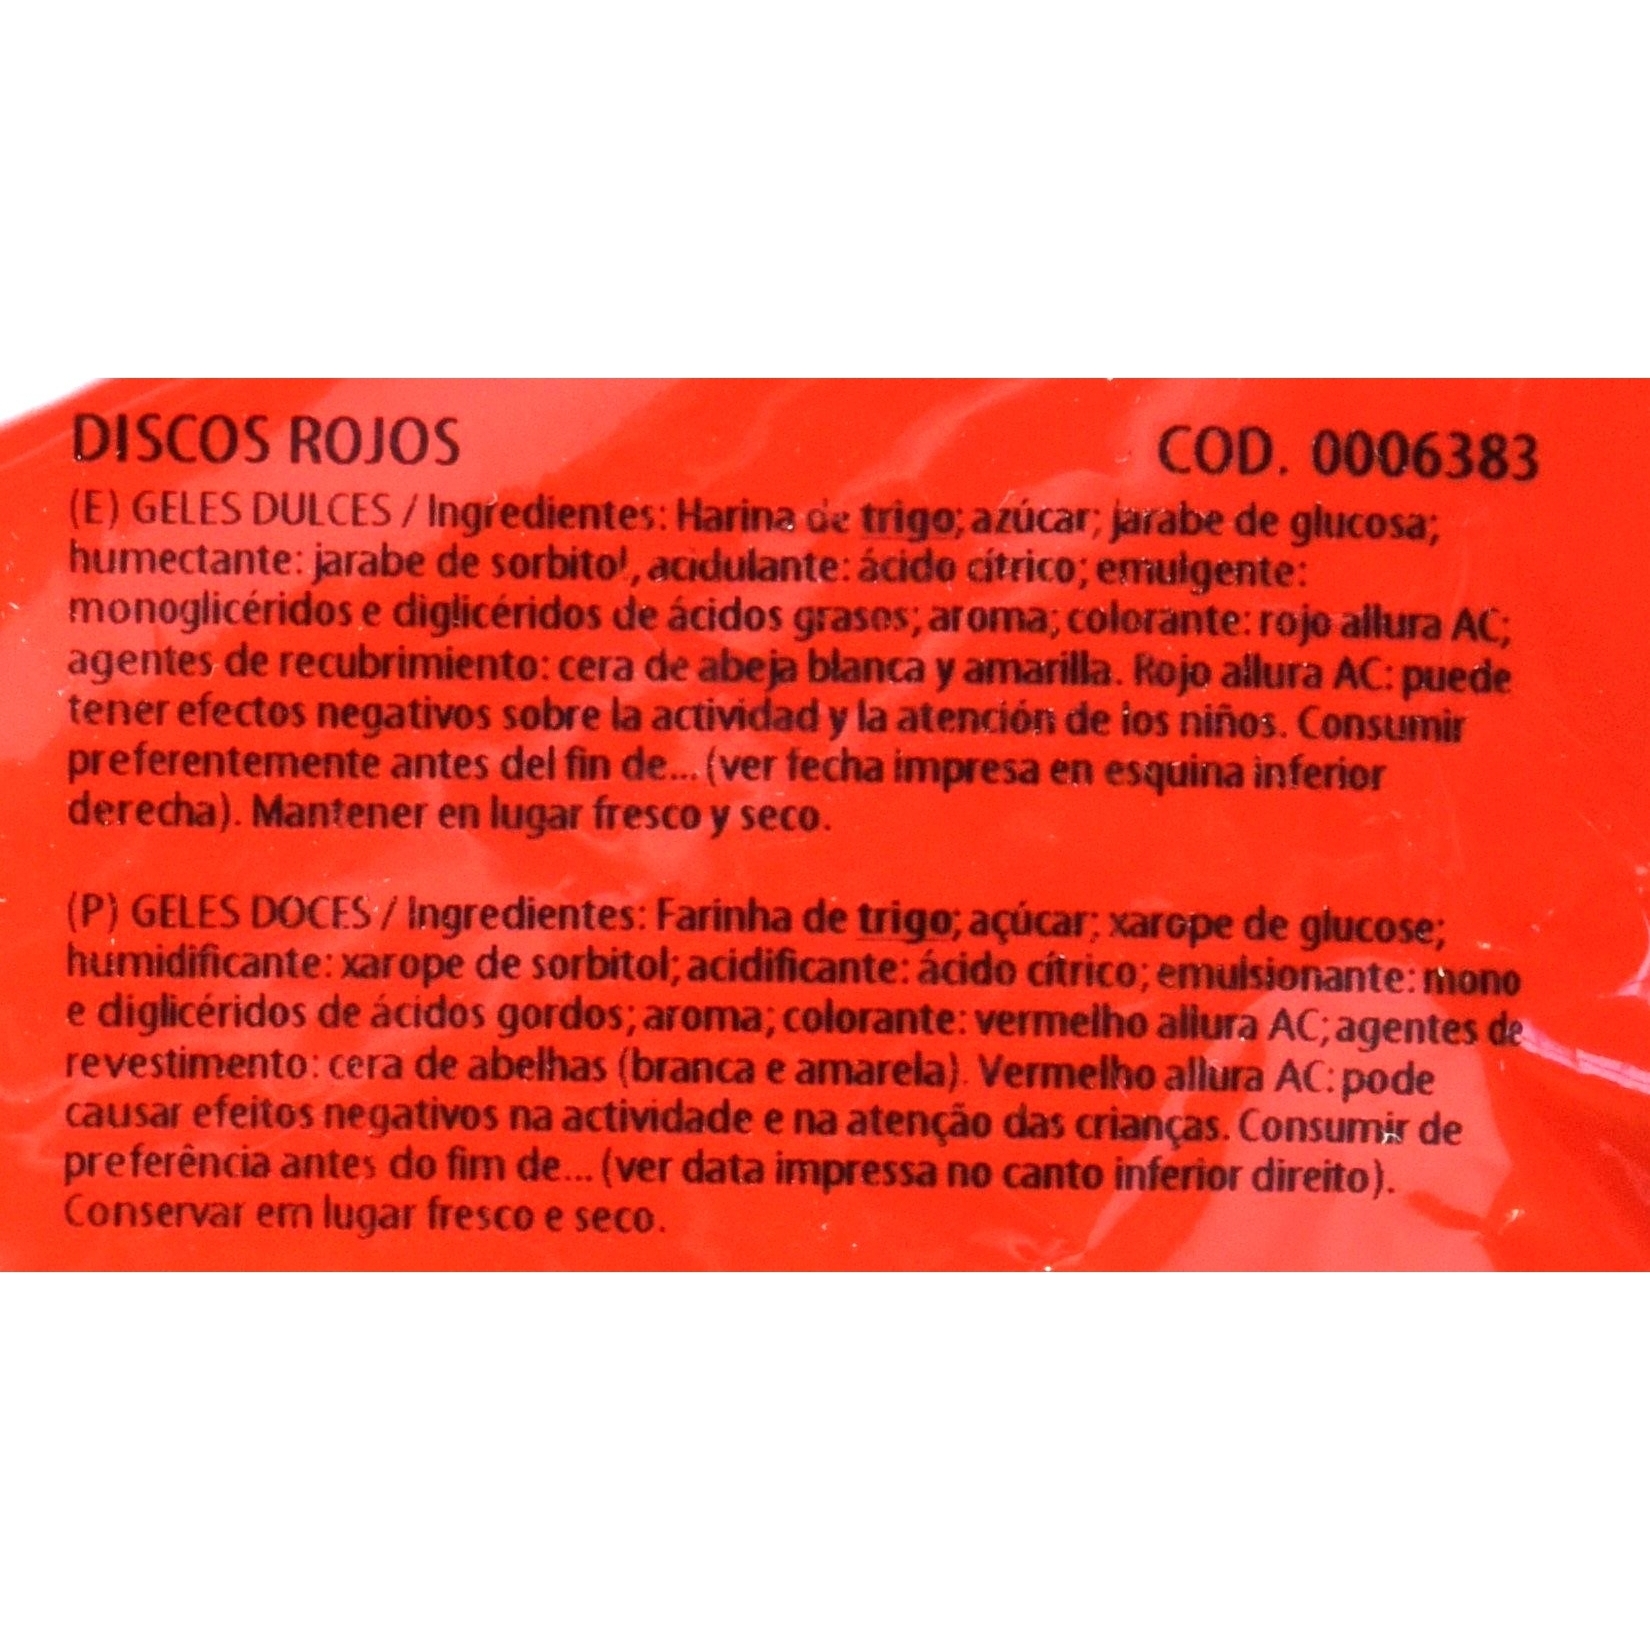 DISCOS ROJOS
COD. 0006383
(E) GELES DULCES / Ingredientes: Harina de trigo; azúcar; jarabe de glucosa;
humectante: jarabe de sorbitol, acidulante: ácido cítrico; emulgente:
monoglicéridos e diglicéridos de ácidos grasos; aroma; colorante: rojo allura AC;
agentes de recubrimiento: cera de abeja blanca y amarilla. Rojo allura AC: puede
tener efectos negativos sobre la actividad y la atención de los niños. Consumir
preferentemente antes del fin de... (ver fecha impresa en esquina inferior
derecha). Mantener en lugar fresco y seco.
(P) GELES DOCES / Ingredientes: Farinha de trigo; açúcar; xarope de glucose;
humidificante: xarope de sorbitol; acidificante: ácido cítrico; emulsionante: mono
e diglicéridos de ácidos gordos; aroma; colorante: vermelho allura AC; agentes de
revestimento: cera de abelhas (branca e amarela). Vermelho allura AC: pode
causar efeitos negativos na actividade e na atenção das crianças. Consumir de
preferência antes do fim de... (ver data impressa no canto inferior direito).
Conservar em lugar fresco e seco.